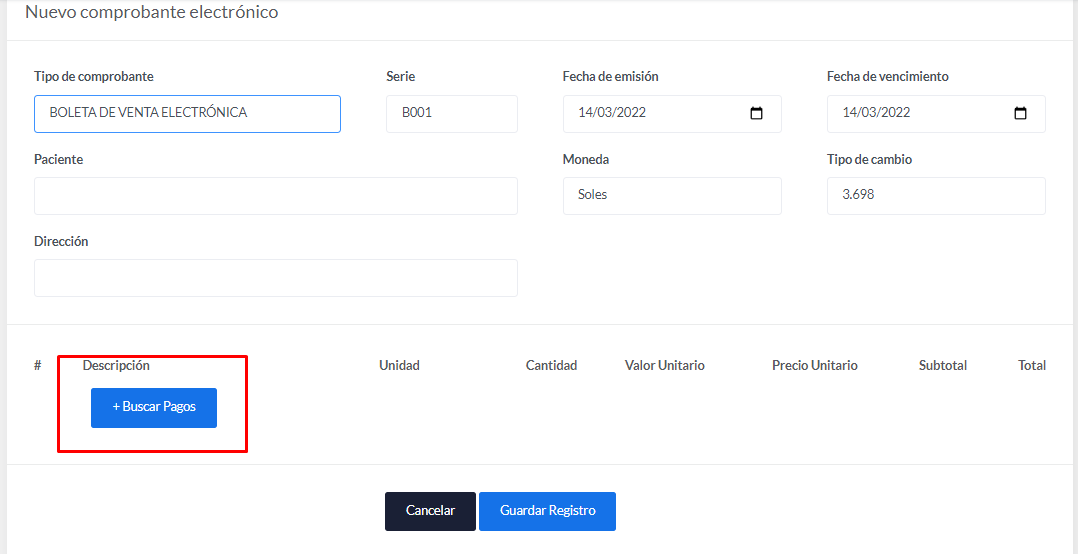 Nuevo comprobante electrónico
Tipo de comprobante
Serie
Fecha de emisión
Fecha de vencimiento
BOLETA DE VENTA ELECTRÓNICA
B001
14/03/2022
14/03/2022
Paciente
Moneda
Tipo de cambio
Soles
3.698
Dirección
# Descripción Unidad Cantidad Valor Unitario Precio Unitario Subtotal Total
+ Buscar Pagos
Cancelar
Guardar Registro